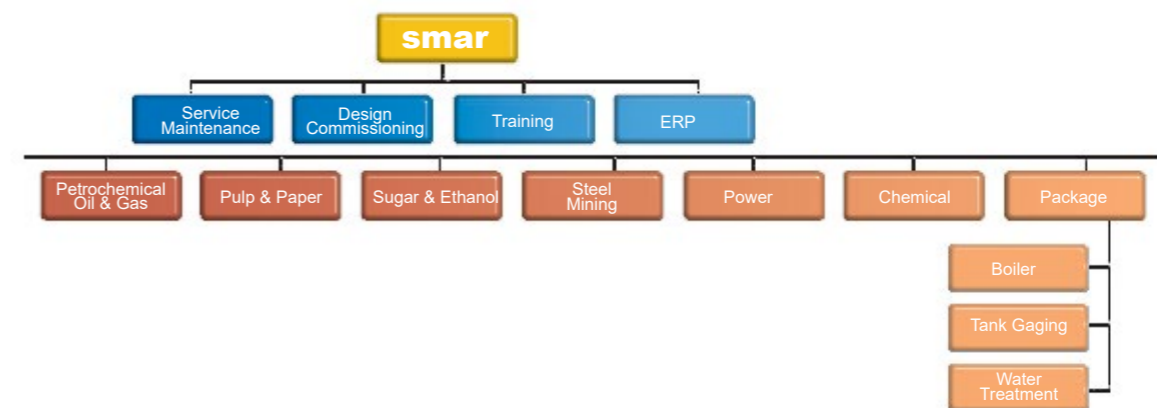 smar
Service
Maintenance
Design
Commissioning
Training
ERP
Petrochemical
Oil & Gas
Pulp & Paper
Sugar & Ethanol
Steel
Mining
Power
Chemical
Package
Boiler
Tank Gaging
Water
Treatment